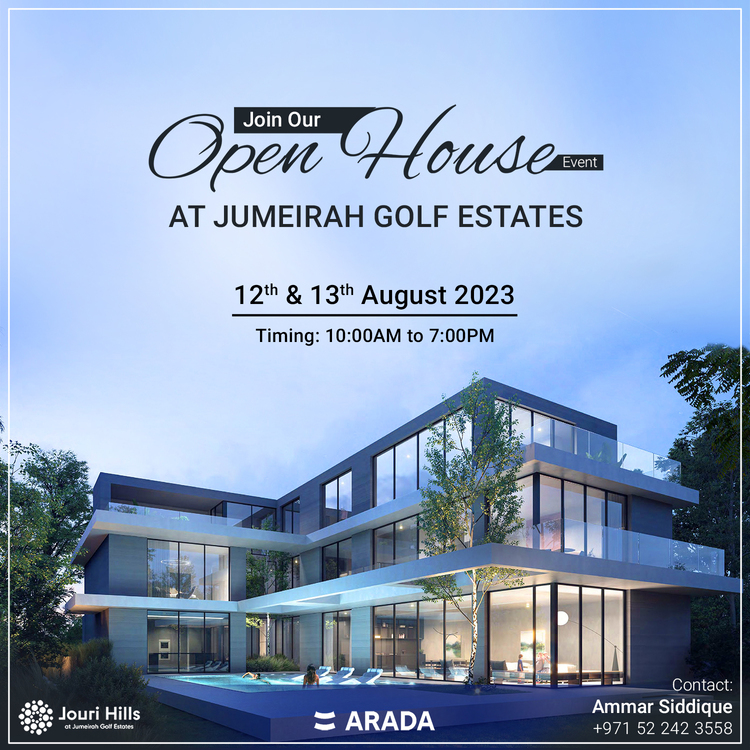 Join Our
Open House Event
AT JUMEIRAH GOLF ESTATES
12th & 13th August 2023
Timing: 10:00AM to 7:00PM
Contact:
Ammar Siddique
+971 52 242 3558
Jouri Hills
at Jumeirah Golf Estates
ARADA